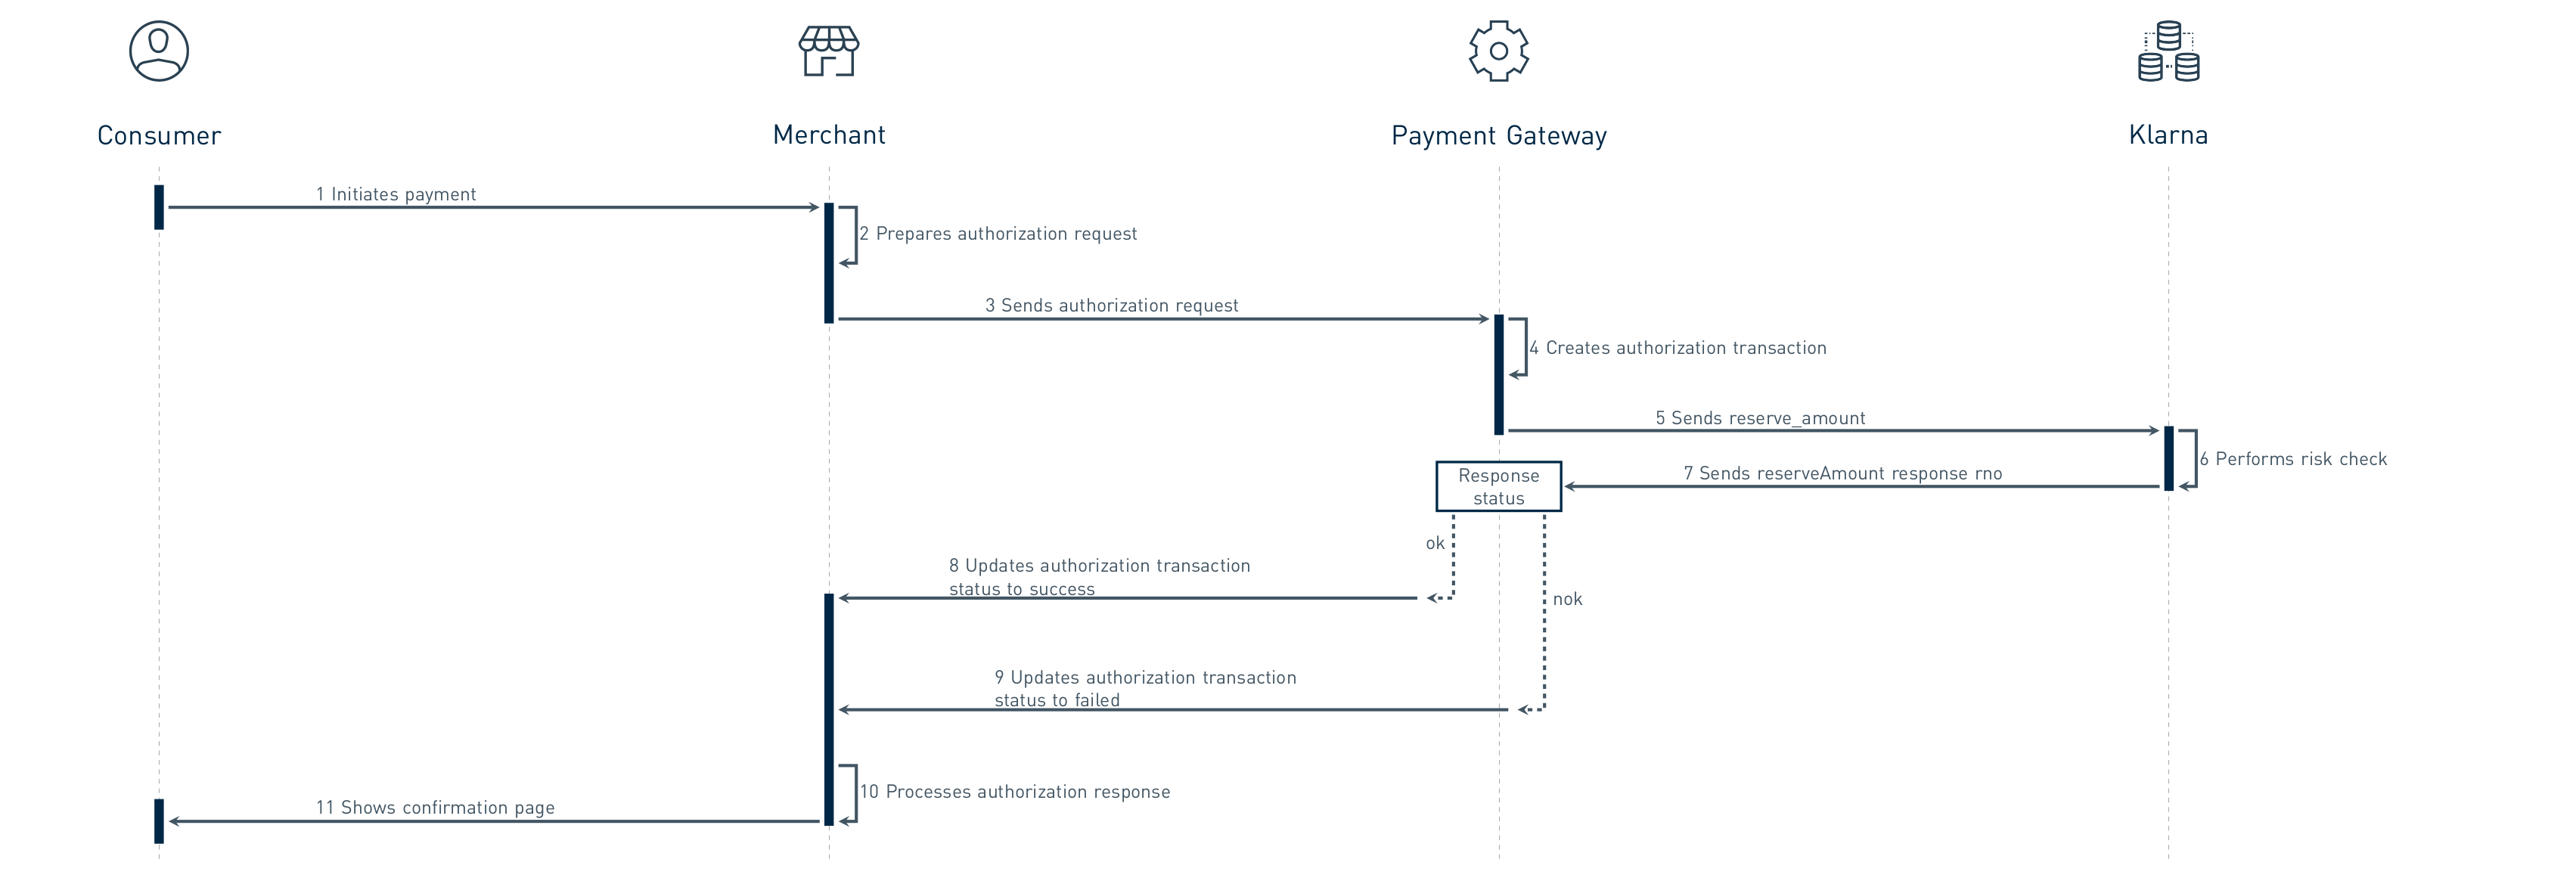 Consumer
Merchant
Payment Gateway
Klarna
1 Initiates payment
2 Prepares authorization request
3 Sends authorization request
4 Creates authorization transaction
5 Sends reserve_amount
6 Performs risk check
7 Sends reserveAmount response rno
Response
status
ok
8 Updates authorization transaction
status to success
nok
9 Updates authorization transaction
status to failed
10 Processes authorization response
11 Shows confirmation page